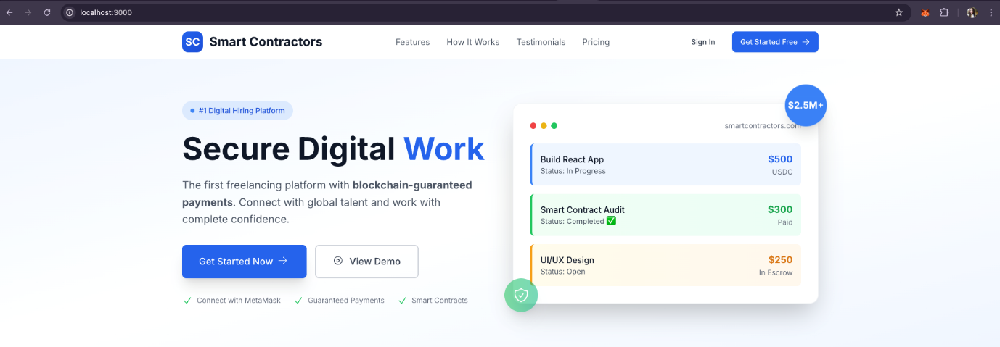 localhost:3000
SC Smart Contractors
Features How It Works Testimonials Pricing
Sign In
Get Started Free →
#1 Digital Hiring Platform
Secure Digital Work
The first freelancing platform with blockchain-guaranteed
payments. Connect with global talent and work with
complete confidence.
Get Started Now →
View Demo
Connect with MetaMask
Guaranteed Payments
Smart Contracts
$2.5M+
smartcontractors.com
Build React App
$500
Status: In Progress
USDC
Smart Contract Audit
$300
Status: Completed ✅
Paid
UI/UX Design
$250
Status: Open
In Escrow